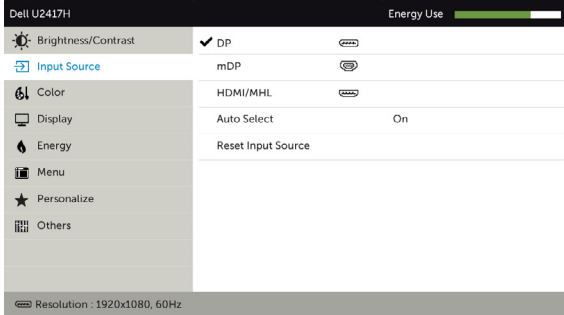 Dell U2417H Energy Use
Brightness/Contrast DP
Input Source mDP
Color HDMI/MHL
Display Auto Select On
Energy Reset Input Source
Menu
Personalize
Others
Resolution : 1920x1080, 60Hz